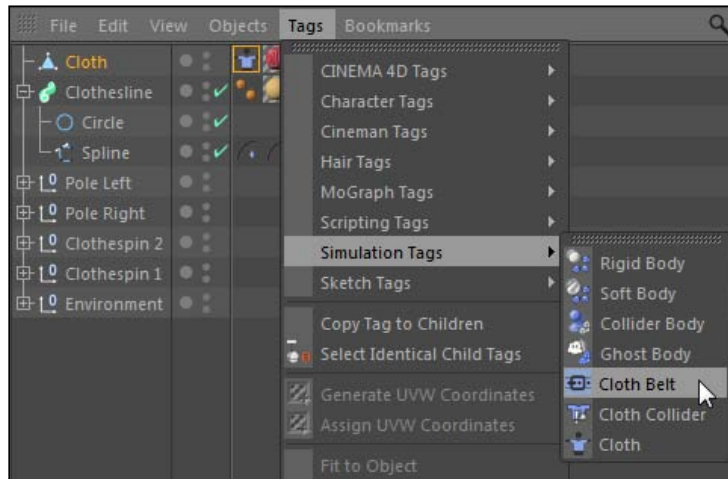 File Edit View Objects Tags Bookmarks
Cloth
Clothesline
Circle
Spline
Pole Left
Pole Right
Clothespin 2
Clothespin 1
Environment
CINEMA 4D Tags
Character Tags
Cineman Tags
Hair Tags
MoGraph Tags
Scripting Tags
Simulation Tags
Sketch Tags
Copy Tag to Children
Select Identical Child Tags
Generate UVW Coordinates
Assign UVW Coordinates
Fit to Object
Rigid Body
Soft Body
Collider Body
Ghost Body
Cloth Belt
Cloth Collider
Cloth